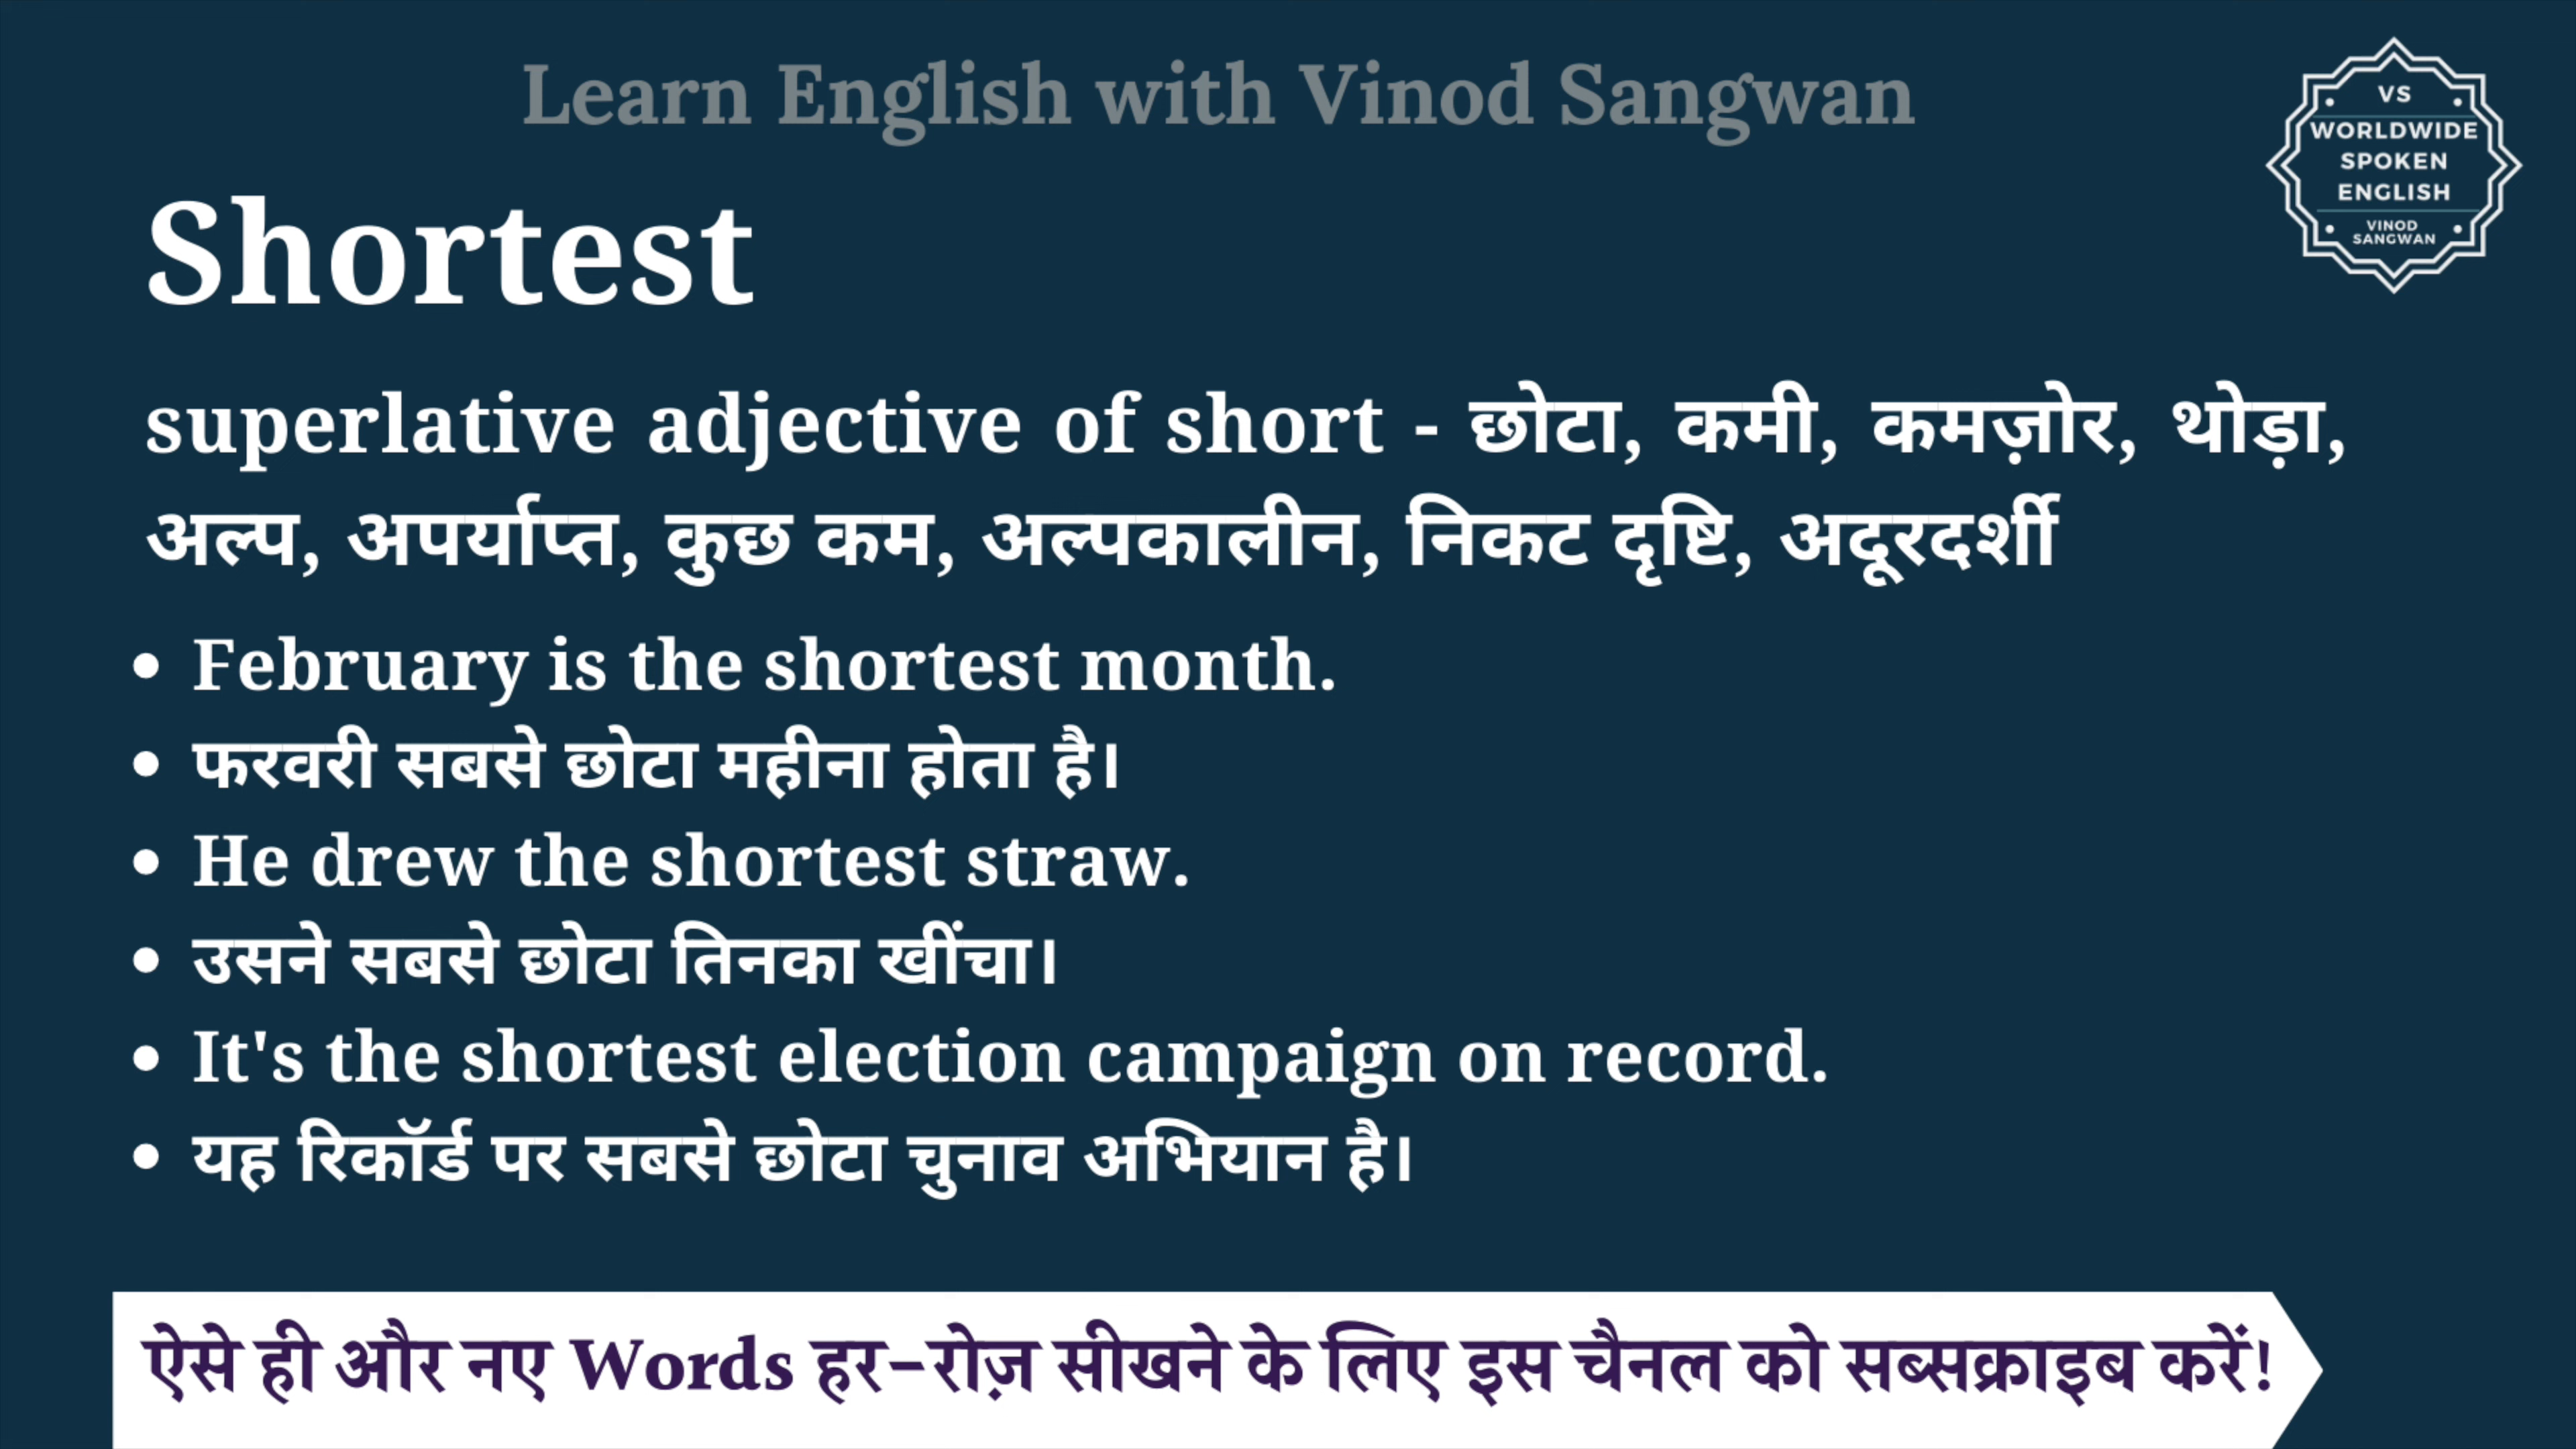 Learn English with Vinod Sangwan
VS
WORLDWIDE
SPOKEN
ENGLISH
VINOD
SANGWAN
Shortest
superlative adjective of short - छोटा, कमी, कमज़ोर, थोड़ा,
अल्प, अपर्याप्त, कुछ कम, अल्पकालीन, निकट दृष्टि, अदूरदर्शी
• February is the shortest month.
• फरवरी सबसे छोटा महीना होता है।
• He drew the shortest straw.
• उसने सबसे छोटा तिनका खींचा।
• It's the shortest election campaign on record.
• यह रिकॉर्ड पर सबसे छोटा चुनाव अभियान है।
ऐसे ही और नए Words हर-रोज़ सीखने के लिए इस चैनल को सब्सक्राइब करें!